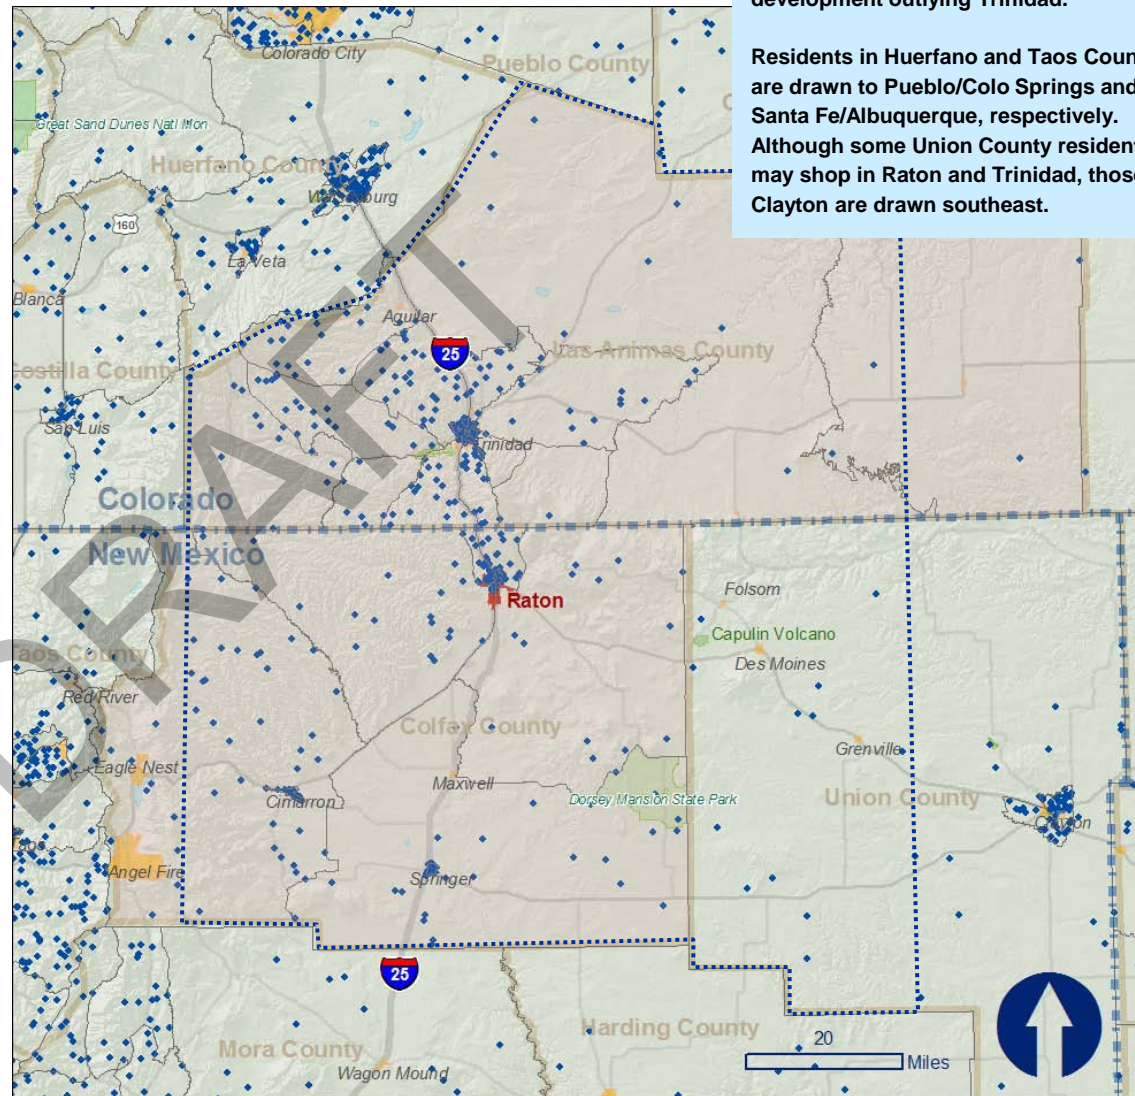 development outlying Trinidad.
Residents in Huerfano and Taos Coun
are drawn to Pueblo/Colo Springs and
Santa Fe/Albuquerque, respectively.
Although some Union County resident
may shop in Raton and Trinidad, those
Clayton are drawn southeast.
Colorado City
Pueblo County
Great Sand Dunes Natl Mon
Huerfano County
Walsenburg
160
La Veta
Blanca
Aguilar
25
Las Animas County
Costilla County
San Luis
Trinidad
Colorado
New Mexico
Raton
Folsom
Capulin Volcano
Des Moines
Taos County
Red River
Colfax County
Grenville
Eagle Nest
Maxwell
Cimarron
Dorsey Mansion State Park
Union County
Clayton
Taos
Angel Fire
Springer
25
Harding County
20
Mora County
Miles
Wagon Mound
DRAFT